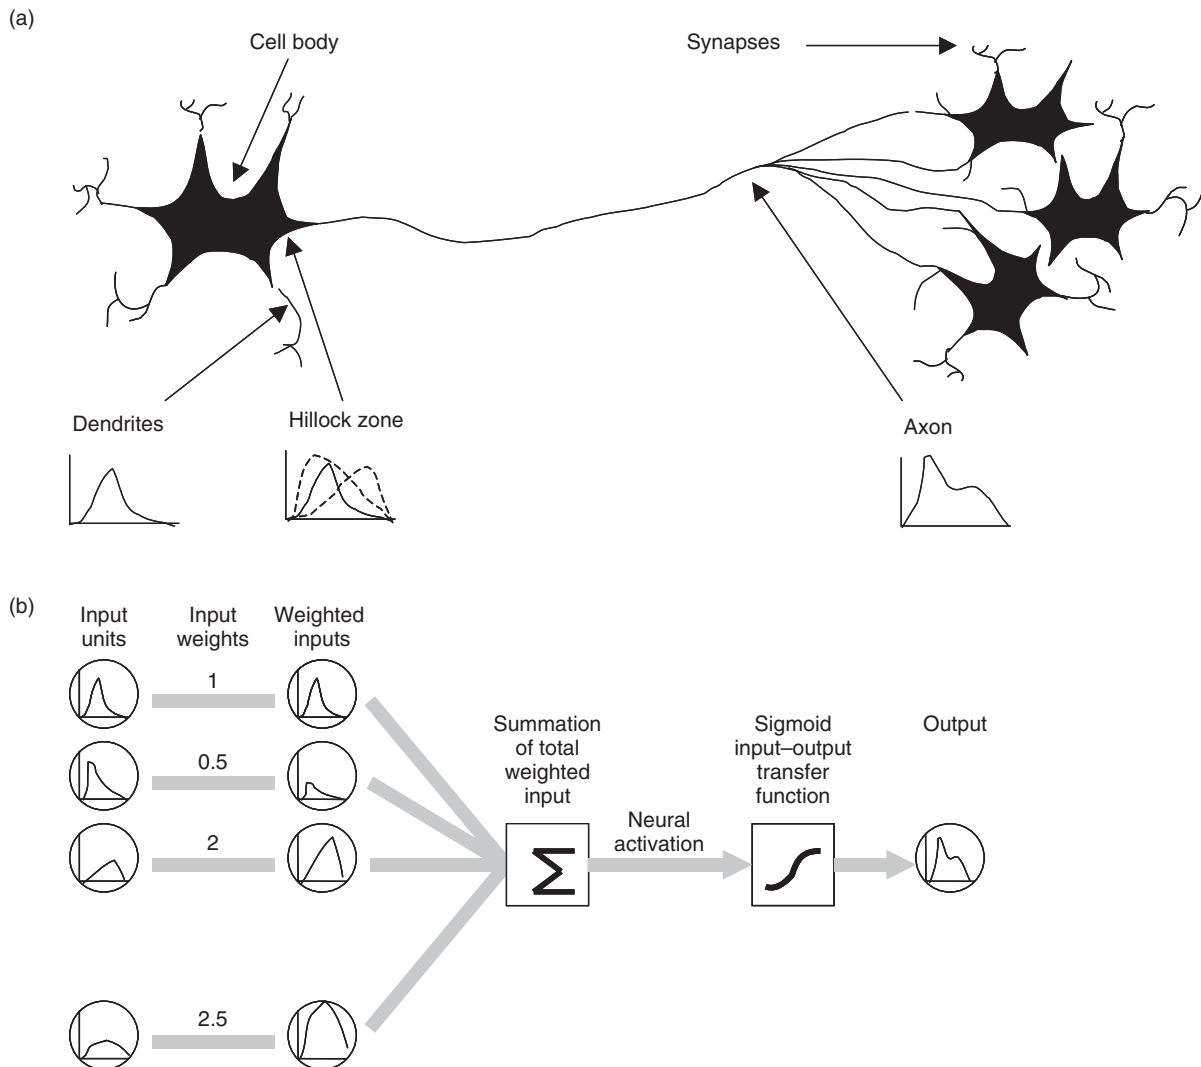 (a)
Cell body
Synapses
Dendrites
Hillock zone
Axon
(b)
Input
units
Input
weights
Weighted
inputs
1
0.5
2
2.5
Summation
of total
weighted
input
Neural
activation
Sigmoid
input–output
transfer
function
Output
Σ